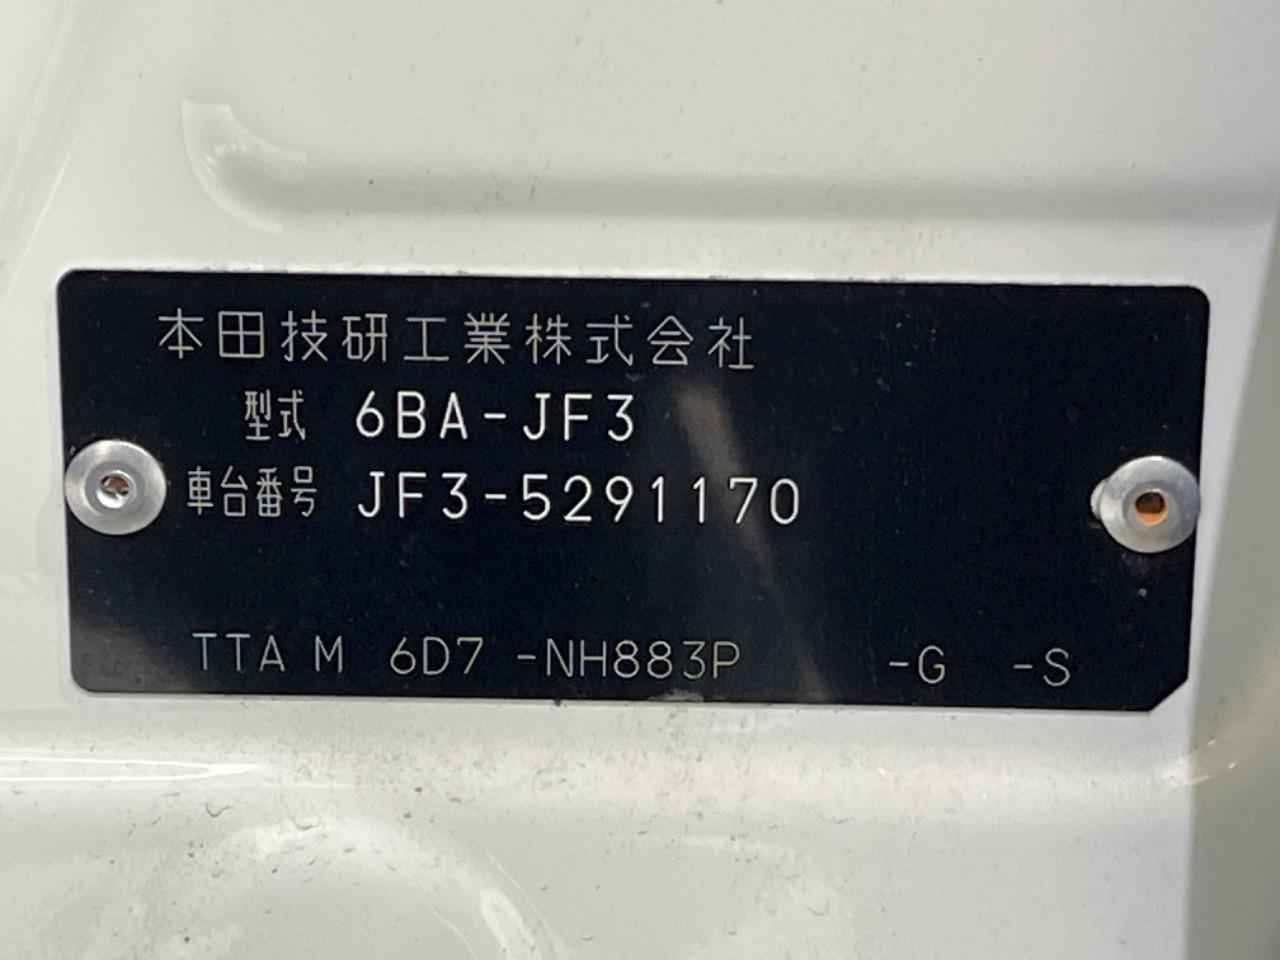 本田技研工業株式会社
型式 6BA-JF3
車台番号 JF3-5291170
TTA M 6D7 -NH883P -G -S